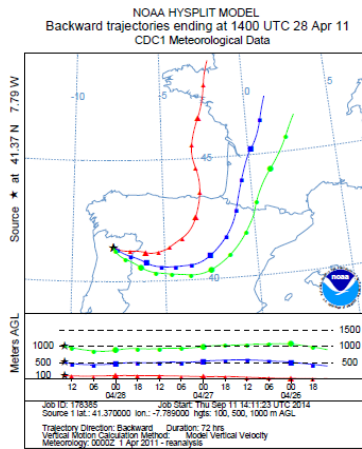 NOAA HYSPLIT MODEL
Backward trajectories ending at 1400 UTC 28 Apr 11
CDC1 Meteorological Data
Source ★ at 41.37 N 7.79 W
-10 -5 0 5
45
40
noaa
Meters AGL
1500
1000 1000
500 500
100
12 06 00 18 12 06 00 18 12 06 00 18
04/28 04/27 04/26
Job ID: 178385 Job Start: Thu Sep 11 14:11:23 UTC 2014
Source 1 lat.: 41.370000 lon.: -7.789000 hgts: 100, 500, 1000 m AGL
Trajectory Direction: Backward Duration: 72 hrs
Vertical Motion Calculation Method: Model Vertical Velocity
Meteorology: 0000Z 1 Apr 2011 - reanalysis